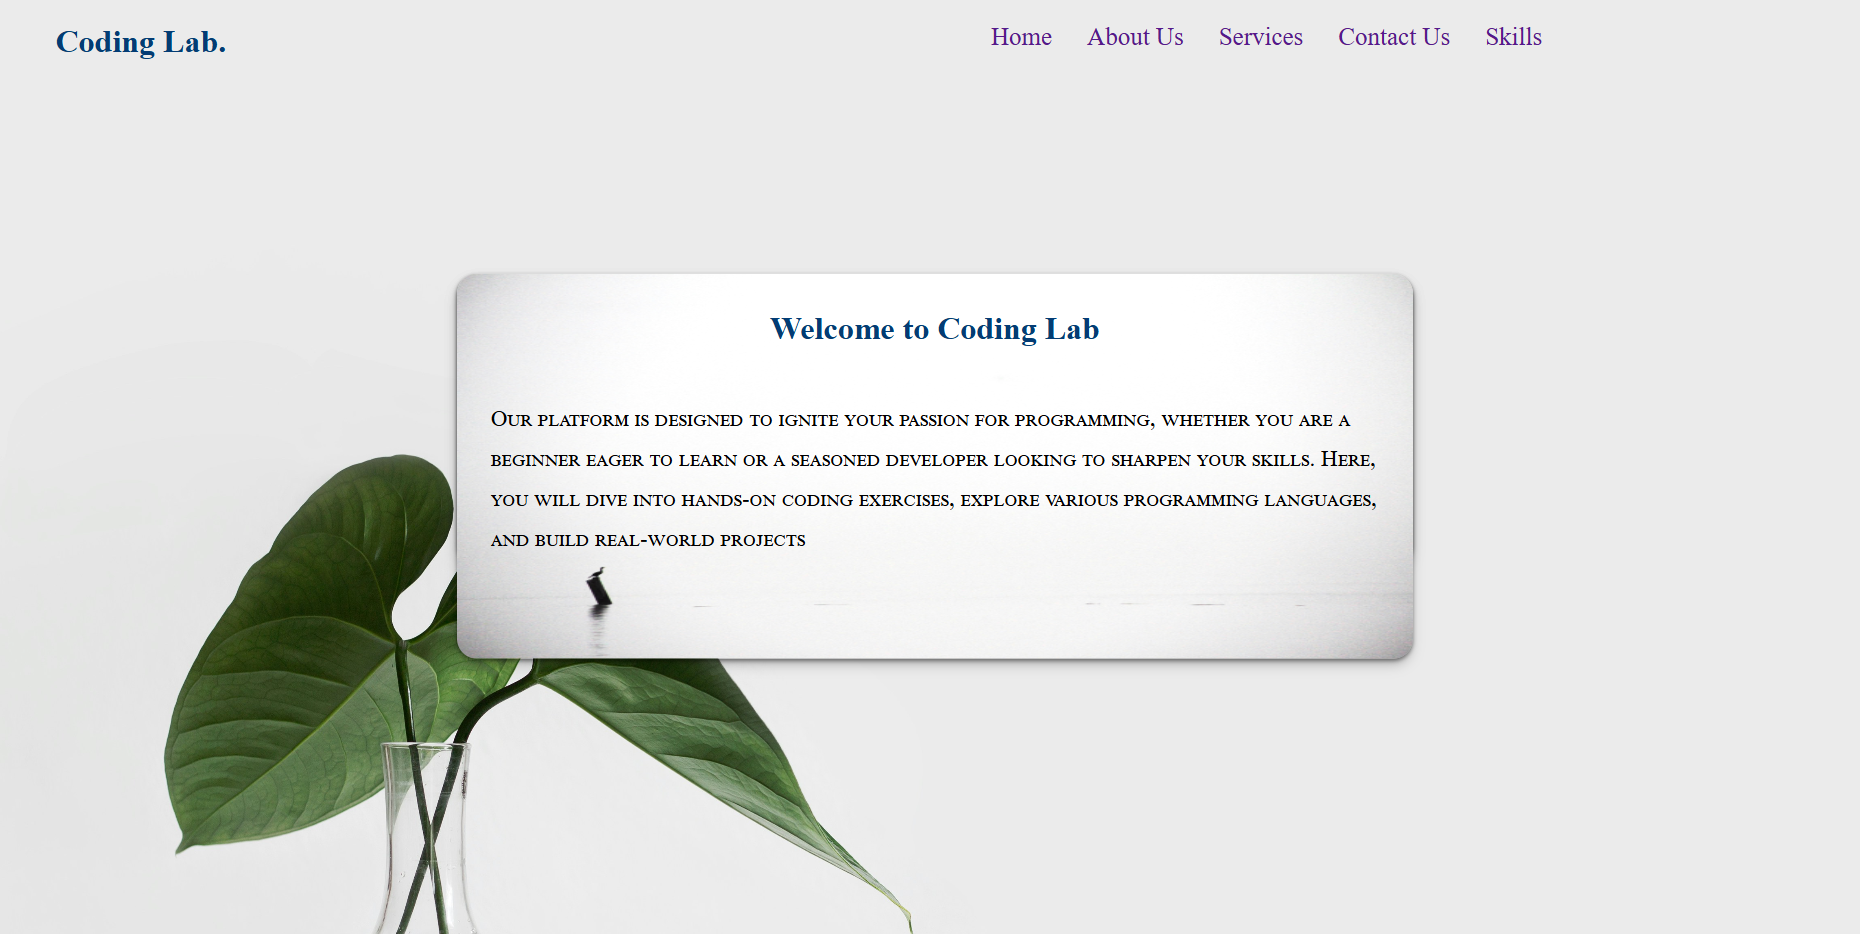 Coding Lab.
Home About Us Services Contact Us Skills
Welcome to Coding Lab
Our platform is designed to ignite your passion for programming, whether you are a
beginner eager to learn or a seasoned developer looking to sharpen your skills. Here,
you will dive into hands-on coding exercises, explore various programming languages,
and build real-world projects